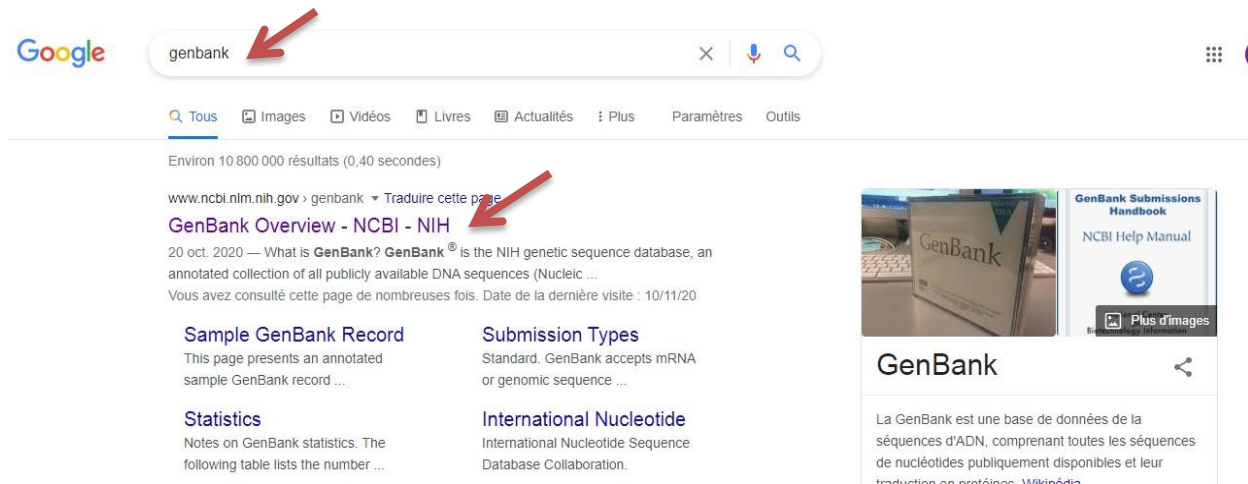 Google
genbank
Tous Images Vidéos Livres Actualités Plus Paramètres Outils
Environ 10 800 000 résultats (0,40 secondes)
www.ncbi.nlm.nih.gov › genbank ▾ Traduire cette page
GenBank Overview - NCBI - NIH
20 oct. 2020 — What is GenBank? GenBank ® is the NIH genetic sequence database, an
annotated collection of all publicly available DNA sequences (Nucleic ...
Vous avez consulté cette page de nombreuses fois. Date de la dernière visite : 10/11/20
Sample GenBank Record
This page presents an annotated
sample GenBank record ...
Submission Types
Standard. GenBank accepts mRNA
or genomic sequence ...
Statistics
Notes on GenBank statistics. The
following table lists the number ...
International Nucleotide
International Nucleotide Sequence
Database Collaboration.
GenBank
GenBank Submissions
Handbook
NCBI Help Manual
Plus d'images
Biotechnology Information
GenBank
La GenBank est une base de données de la
séquences d'ADN, comprenant toutes les séquences
de nucléotides publiquement disponibles et leur
traduction en protéines. Wikipédia